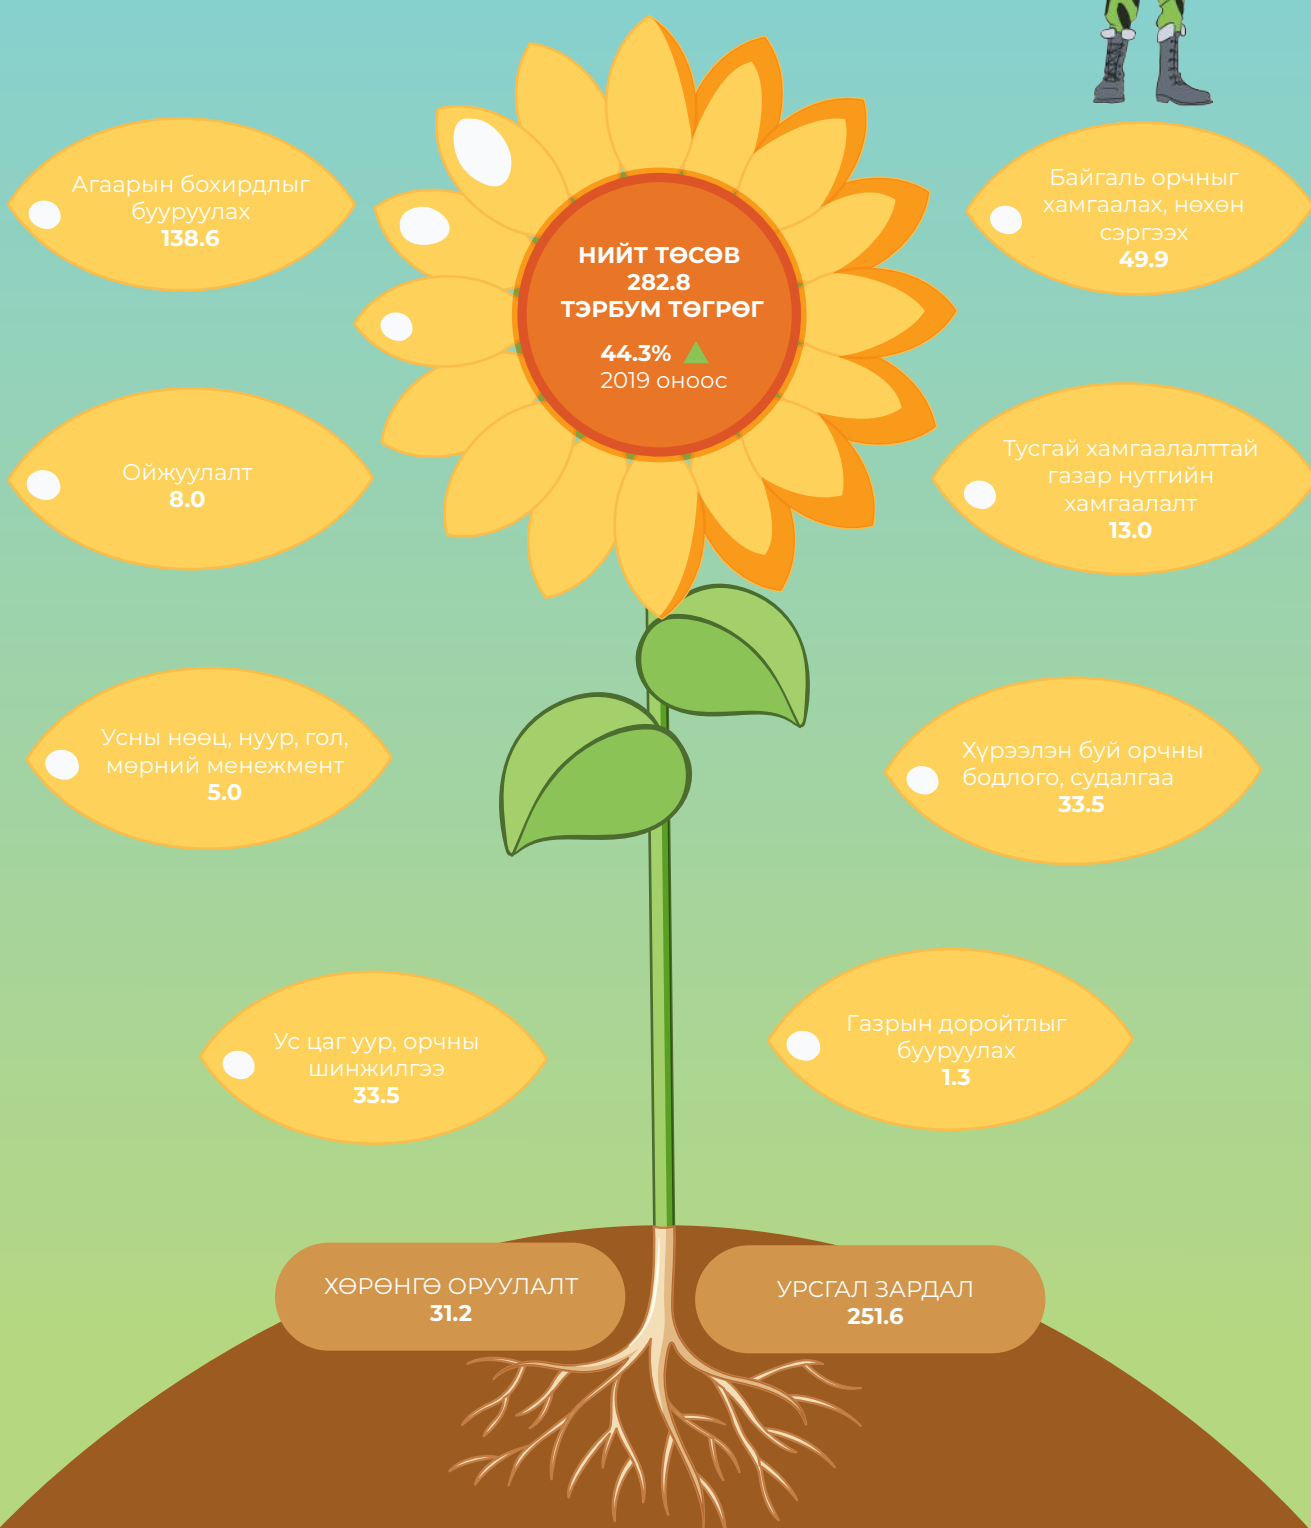 НИЙТ ТӨСӨВ
282.8
ТЭРБУМ ТӨГРӨГ
44.3%
2019 оноос
Агаарын бохирдлыг
бууруулах
138.6
Байгаль орчныг
хамгаалах, нөхөн
сэргээх
49.9
Ойжуулалт
8.0
Тусгай хамгаалалттай
газар нутгийн
хамгаалалт
13.0
Усны нөөц, нуур, гол,
мөрний менежмент
5.0
Хүрээлэн буй орчны
бодлого, судалгаа
33.5
Ус цаг уур, орчны
шинжилгээ
33.5
Газрын доройтлыг
бууруулах
1.3
ХӨРӨНГӨ ОРУУЛАЛТ
31.2
УРСГАЛ ЗАРДАЛ
251.6